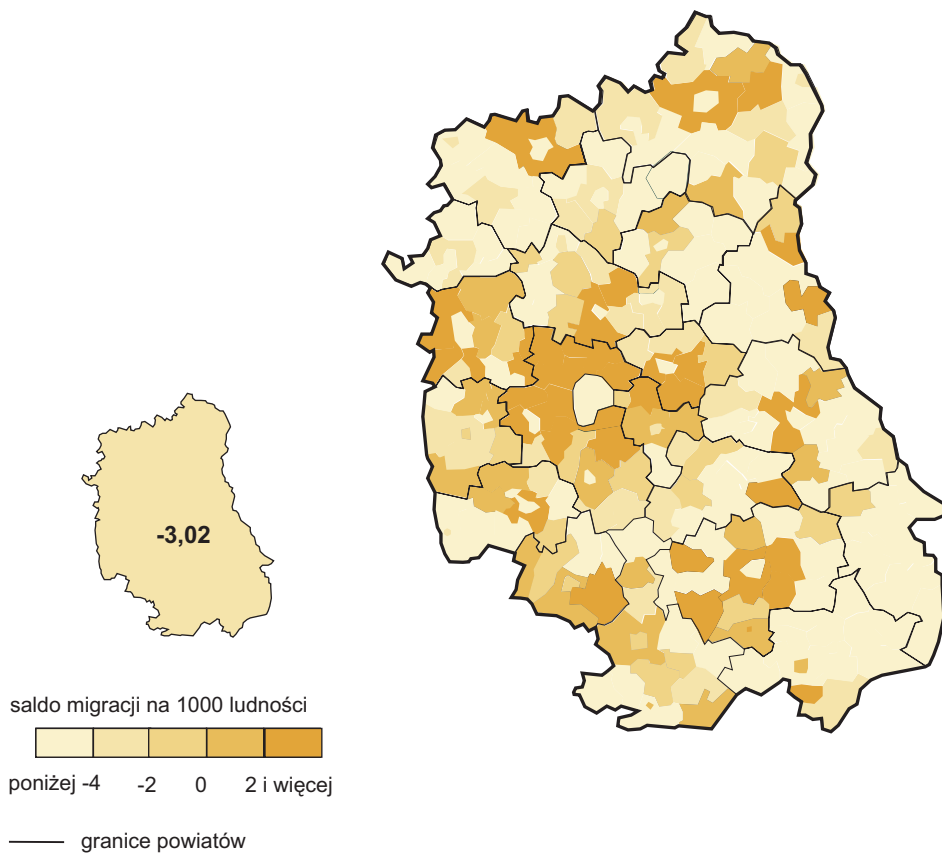 -3,02
saldo migracji na 1000 ludności
poniżej -4 -2 0 2 i więcej
granice powiatów